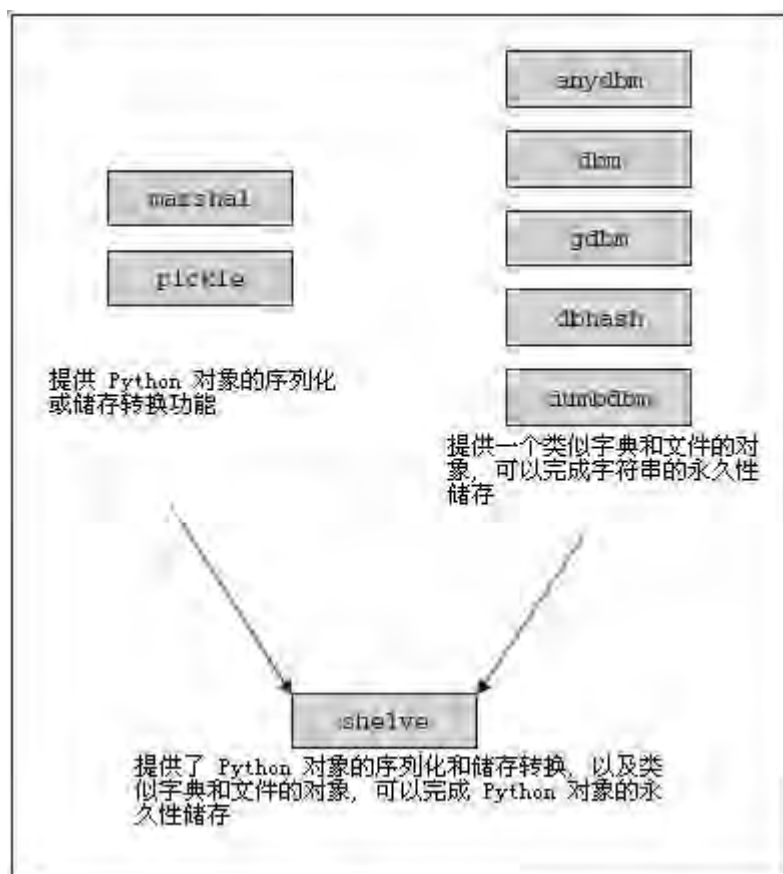 anydbm
dbm
marshal
gdbm
pickle
dbhash
dumbdbm
提供 Python 对象的序列化
或储存转换功能
提供一个类似字典和文件的对
象，可以完成字符串的永久性
储存
shelve
提供了 Python 对象的序列化和储存转换，以及类
似字典和文件的对象，可以完成 Python 对象的永
久性储存